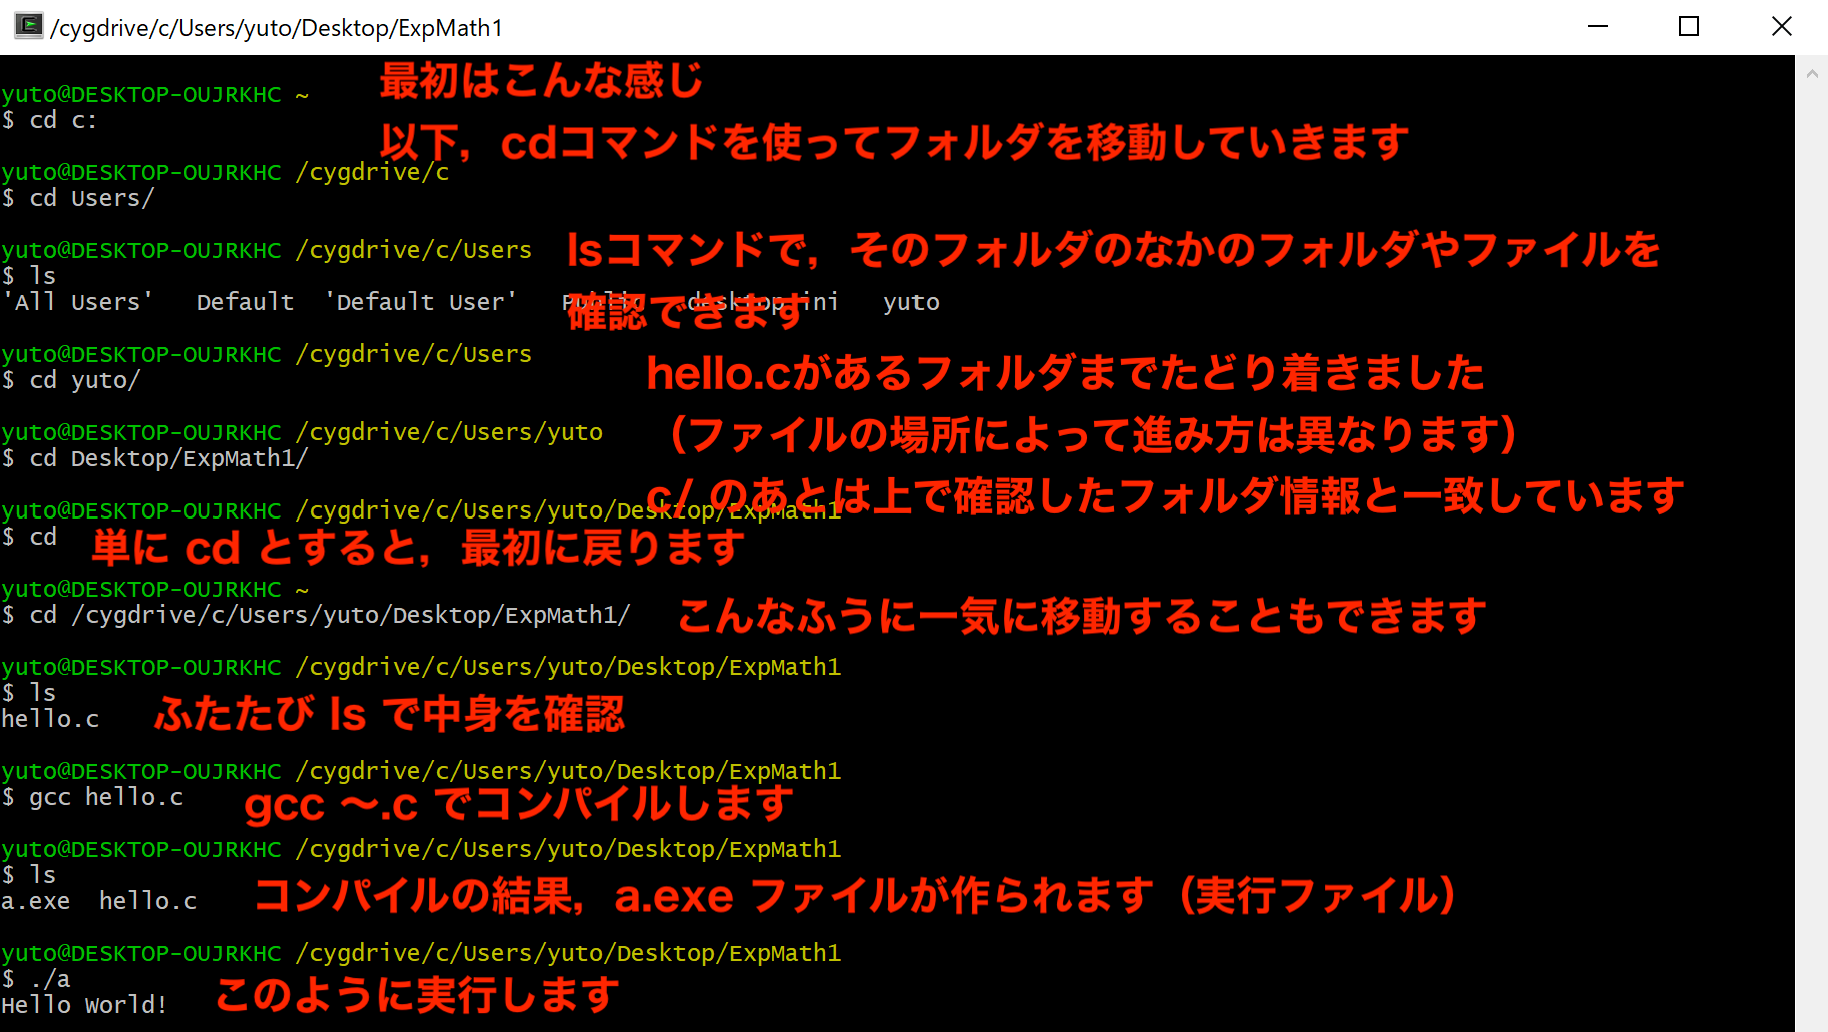 /cygdrive/c/Users/yuto/Desktop/ExpMath1
最初はこんな感じ
yuto@DESKTOP-OUJRKHC ~
$ cd c:
以下，cdコマンドを使ってフォルダを移動していきます
yuto@DESKTOP-OUJRKHC /cygdrive/c
$ cd Users/
yuto@DESKTOP-OUJRKHC /cygdrive/c/Users
lsコマンドで，そのフォルダのなかのフォルダやファイルを
確認できます
$ ls
'All Users'   Default  'Default User'   Public   desktop.ini   yuto
yuto@DESKTOP-OUJRKHC /cygdrive/c/Users
$ cd yuto/
hello.cがあるフォルダまでたどり着きました
（ファイルの場所によって進み方は異なります）
c/ のあとは上で確認したフォルダ情報と一致しています
yuto@DESKTOP-OUJRKHC /cygdrive/c/Users/yuto
$ cd Desktop/ExpMath1/
yuto@DESKTOP-OUJRKHC /cygdrive/c/Users/yuto/Desktop/ExpMath1
$ cd
単に cd とすると，最初に戻ります
yuto@DESKTOP-OUJRKHC ~
$ cd /cygdrive/c/Users/yuto/Desktop/ExpMath1/
こんなふうに一気に移動することもできます
yuto@DESKTOP-OUJRKHC /cygdrive/c/Users/yuto/Desktop/ExpMath1
$ ls
hello.c
ふたたび ls で中身を確認
yuto@DESKTOP-OUJRKHC /cygdrive/c/Users/yuto/Desktop/ExpMath1
$ gcc hello.c
gcc 〜.c でコンパイルします
yuto@DESKTOP-OUJRKHC /cygdrive/c/Users/yuto/Desktop/ExpMath1
$ ls
a.exe  hello.c
コンパイルの結果，a.exe ファイルが作られます（実行ファイル）
yuto@DESKTOP-OUJRKHC /cygdrive/c/Users/yuto/Desktop/ExpMath1
$ ./a
Hello World!
このように実行します